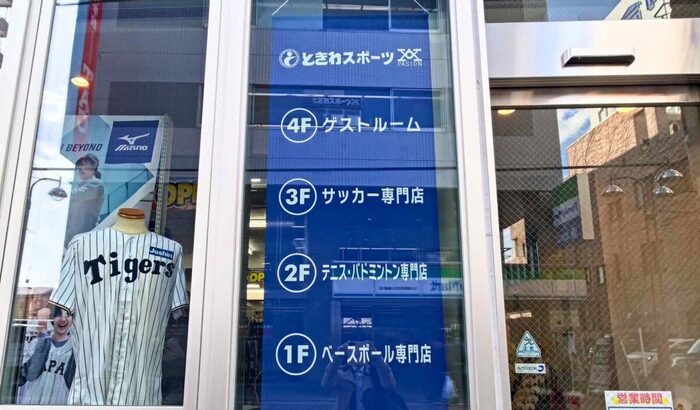 ときわスポーツ
PASION
4F ゲストルーム
3F サッカー専門店
2F テニス・バドミントン専門店
1F ベースボール専門店
BEYOND
MIZUNO
Joshin
Tigers
営業時間